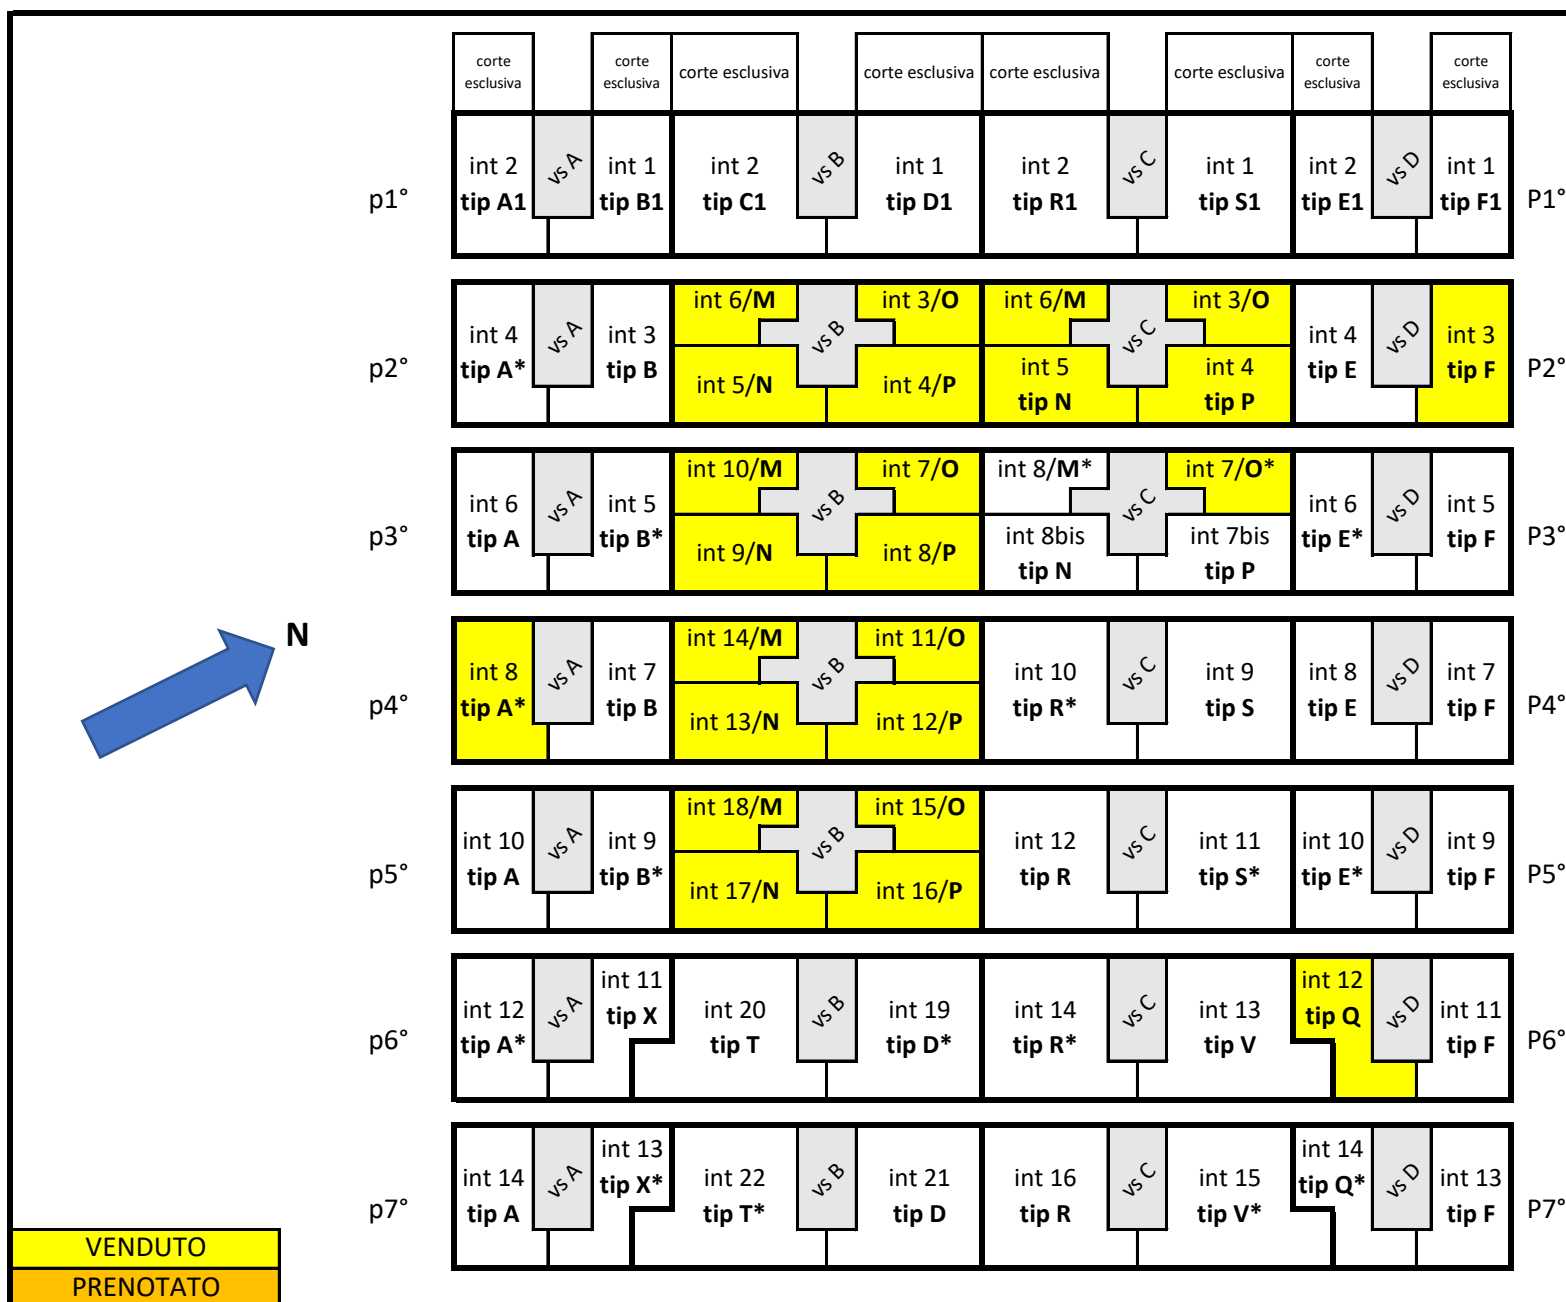 corte esclusiva corte esclusiva corte esclusiva corte esclusiva corte esclusiva corte esclusiva corte esclusiva corte esclusiva
int 2 vs A int 1 int 2 vs B int 1 int 2 vs C int 1 int 2 vs D int 1
p1° tip A1 tip B1 tip C1 tip D1 tip R1 tip S1 tip E1 tip F1 P1°
int 6/M int 3/O int 6/M int 3/O
int 4 vs A int 3 vs B vs C int 4 vs D int 3
p2° tip A* tip B int 5/N int 4/P int 5 tip N int 4 tip P tip E tip F P2°
int 10/M int 7/O int 8/M* int 7/O*
int 6 vs A int 5 vs B vs C int 6 vs D int 5
p3° tip A tip B* int 9/N int 8/P int 8bis tip N int 7bis tip P tip E* tip F P3°
N
int 14/M int 11/O
int 8 vs A int 7 vs B int 10 vs C int 9 int 8 vs D int 7
p4° tip A* tip B int 13/N int 12/P tip R* tip S tip E tip F P4°
int 18/M int 15/O
int 10 vs A int 9 vs B int 12 vs C int 11 int 10 vs D int 9
p5° tip A tip B* int 17/N int 16/P tip R tip S* tip E* tip F P5°
int 12 vs A int 11 int 20 vs B int 19 int 14 vs C int 13 int 12 vs D int 11
p6° tip A* tip X tip T tip D* tip R* tip V tip Q tip F P6°
int 14 vs A int 13 int 22 vs B int 21 int 16 vs C int 15 int 14 vs D int 13
p7° tip A tip X* tip T* tip D tip R tip V* tip Q* tip F P7°
VENDUTO
PRENOTATO